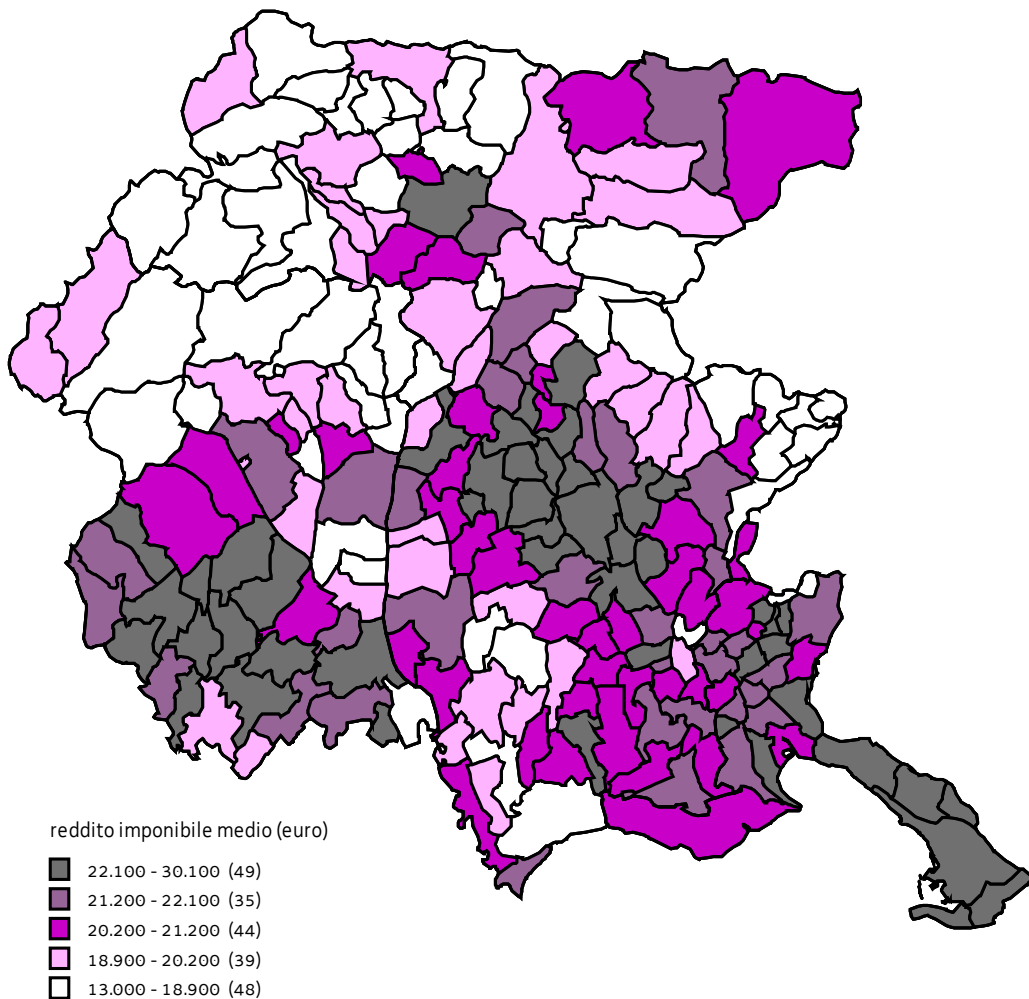 reddito imponibile medio (euro)
22.100 - 30.100 (49)
21.200 - 22.100 (35)
20.200 - 21.200 (44)
18.900 - 20.200 (39)
13.000 - 18.900 (48)